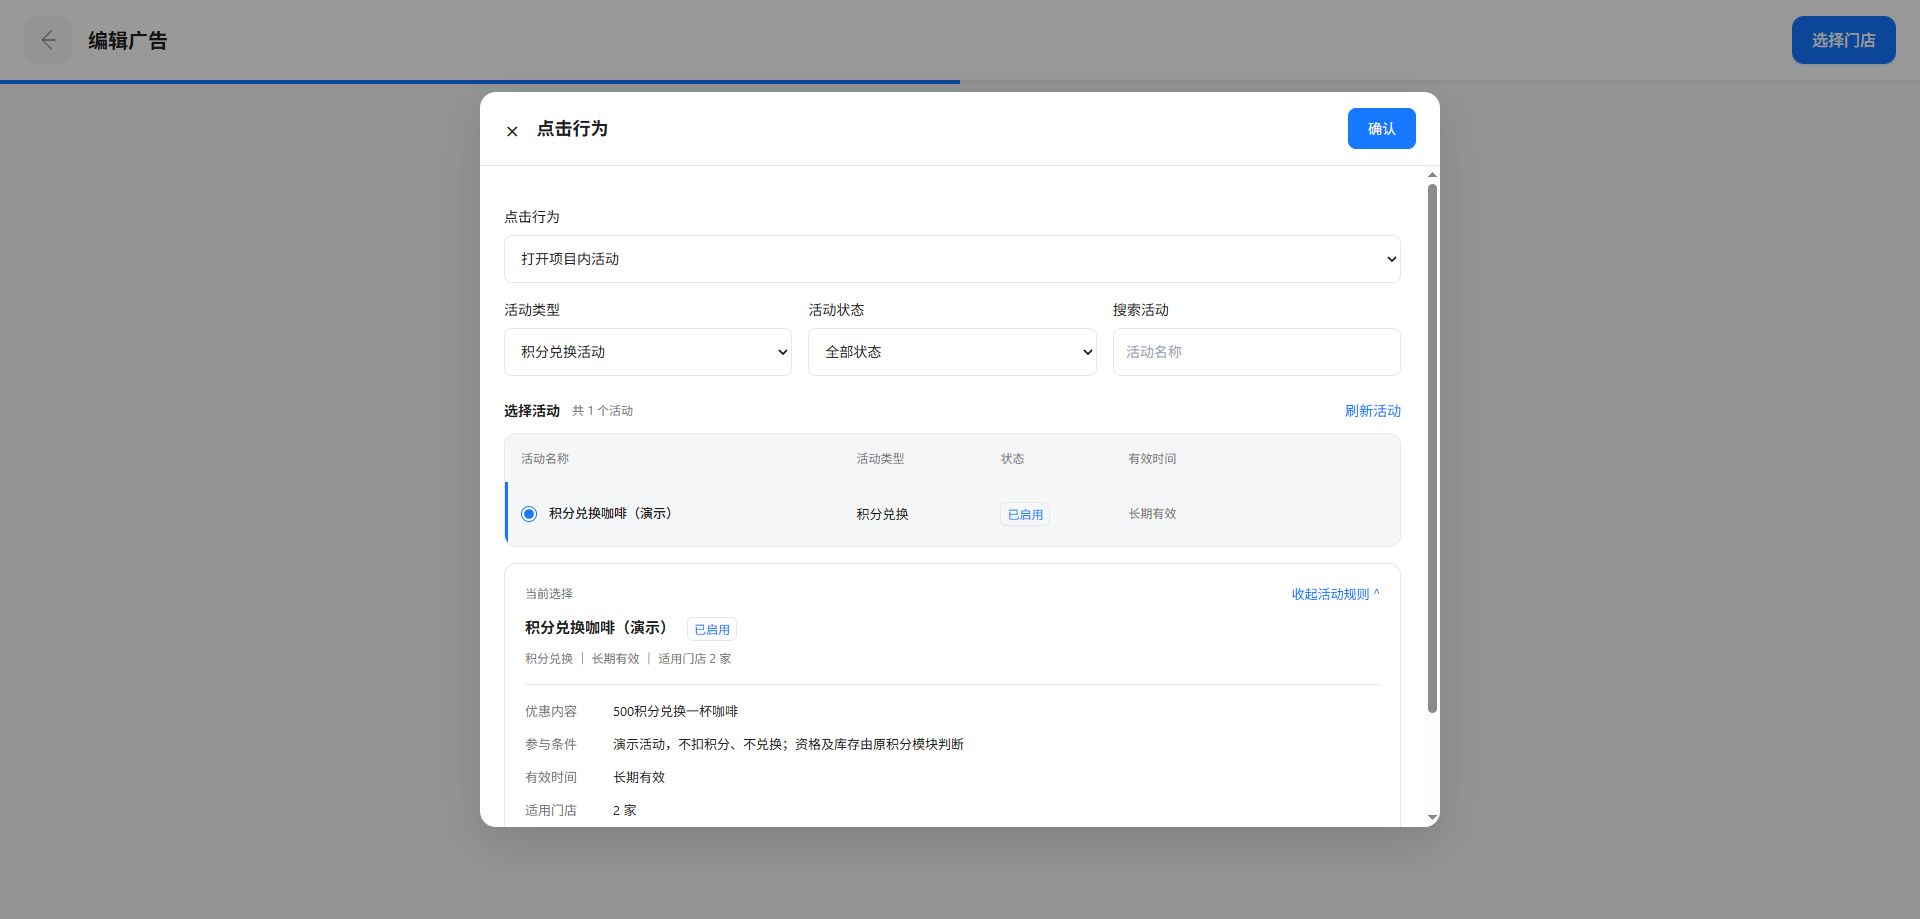 编辑广告
选择门店
× 点击行为
确认
点击行为
打开项目内活动
活动类型 活动状态 搜索活动
积分兑换活动 全部状态 活动名称
选择活动 共 1 个活动 刷新活动
活动名称 活动类型 状态 有效时间
积分兑换咖啡（演示） 积分兑换 已启用 长期有效
当前选择 收起活动规则 ^
积分兑换咖啡（演示） 已启用
积分兑换 | 长期有效 | 适用门店 2 家
优惠内容 500积分兑换一杯咖啡
参与条件 演示活动，不扣积分、不兑换；资格及库存由原积分模块判断
有效时间 长期有效
适用门店 2 家